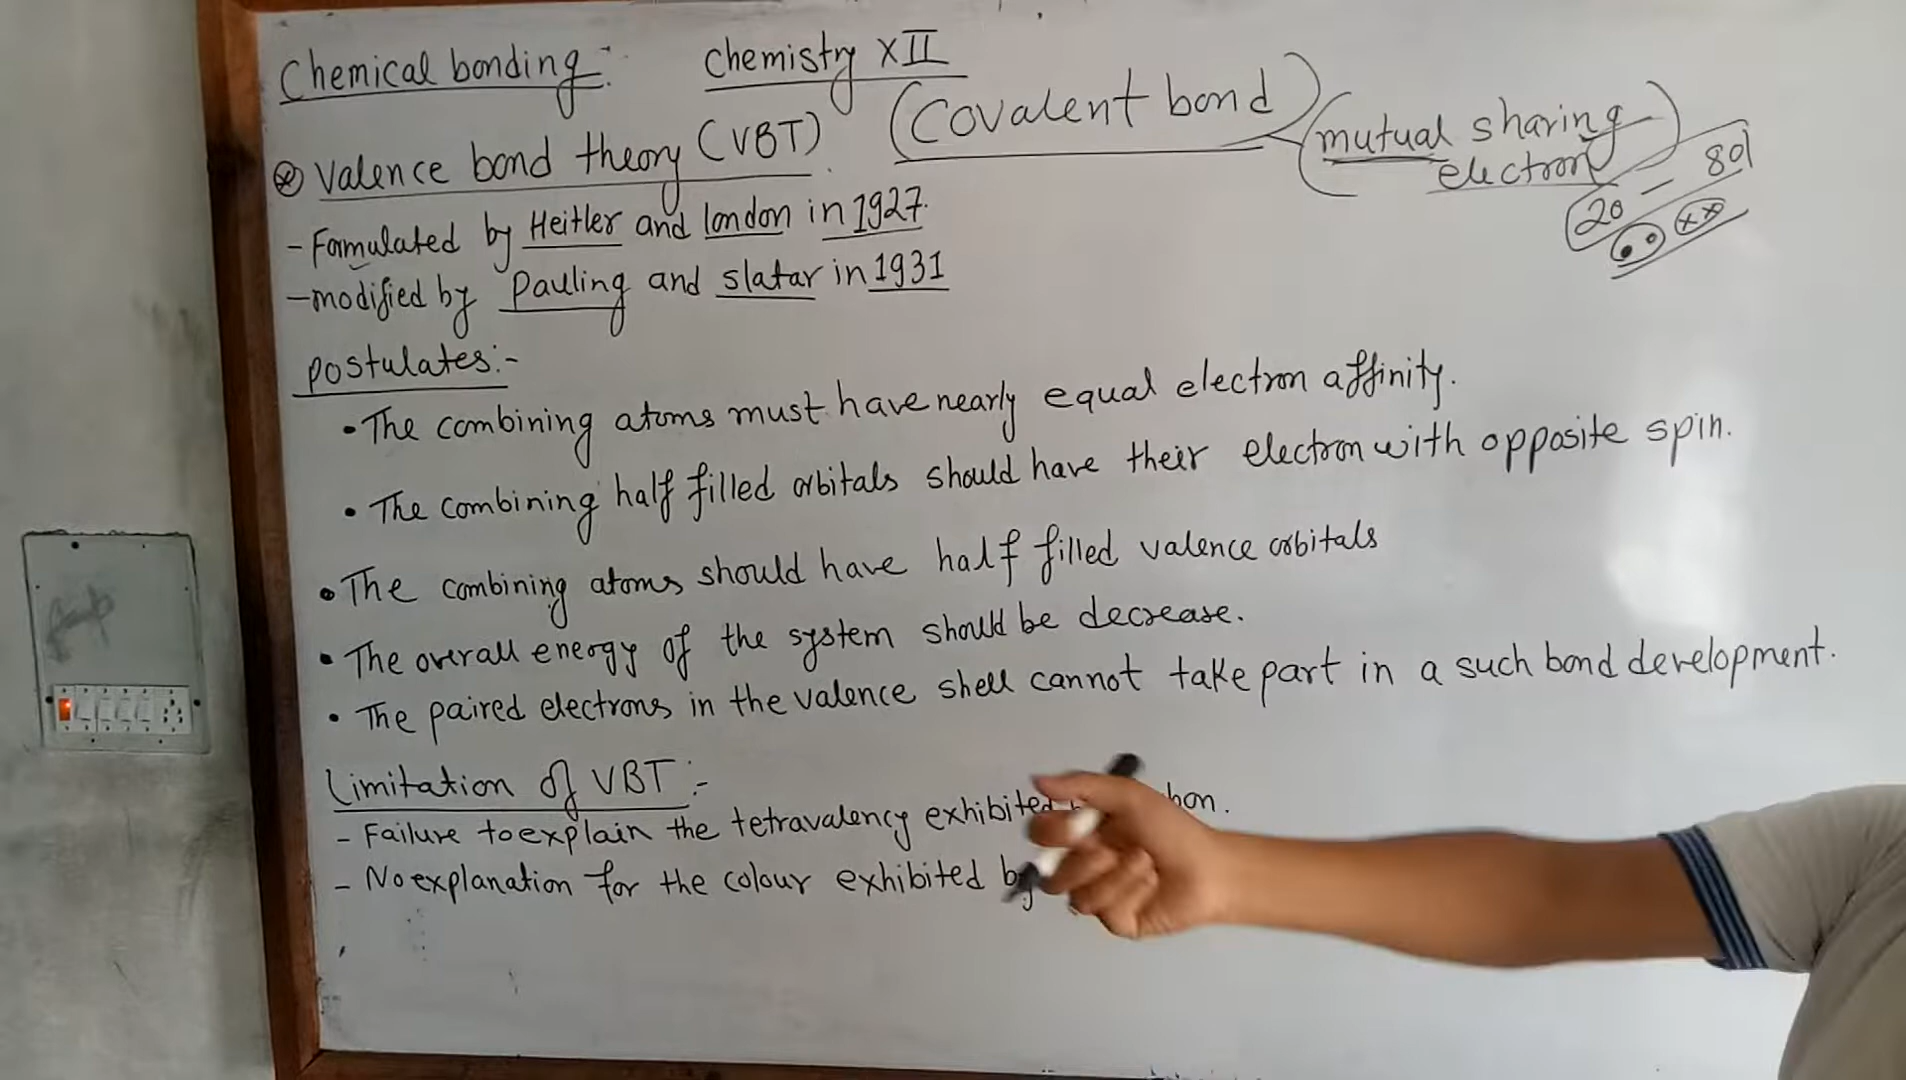 Chemical bonding:
Chemistry XII
Valence bond theory (VBT)
(Covalent bond)
(mutual sharing
electron)
20 - 80
- Formulated by Heitler and london in 1927.
- modified by Pauling and slatar in 1931
Postulates:-
• The combining atoms must have nearly equal electron affinity.
• The combining half filled orbitals should have their electron with opposite spin.
• The combining atoms should have half filled valence orbitals
• The overall energy of the system should be decrease.
• The paired electrons in the valence shell cannot take part in a such bond development.
Limitation of VBT:-
- Failure to explain the tetravalency exhibited
- No explanation for the colour exhibited by